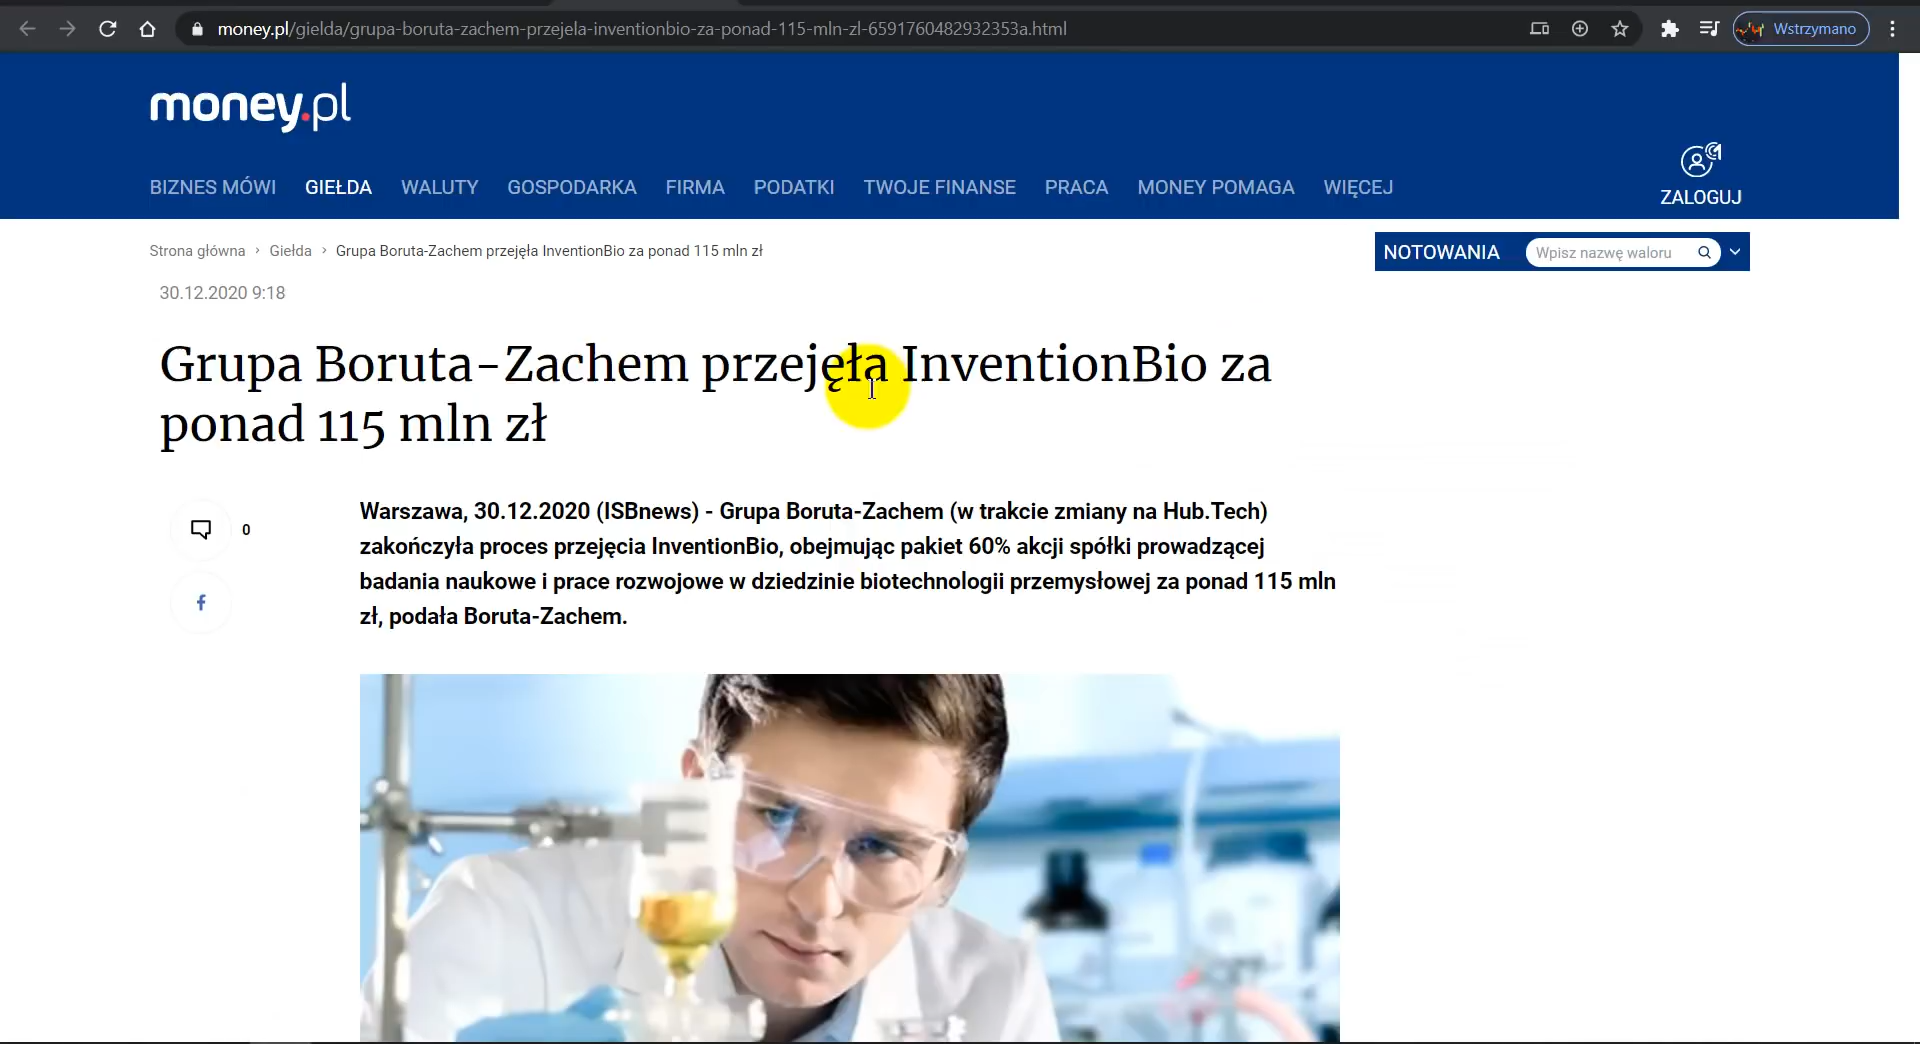 money.pl/gielda/grupa-boruta-zachem-przejela-inventionbio-za-ponad-115-mln-zl-6591760482932353a.html
Wstrzymano
money.pl
BIZNES MÓWI GIEŁDA WALUTY GOSPODARKA FIRMA PODATKI TWOJE FINANSE PRACA MONEY POMAGA WIĘCEJ
ZALOGUJ
Strona główna › Giełda › Grupa Boruta-Zachem przejęła InventionBio za ponad 115 mln zł
NOTOWANIA Wpisz nazwę waloru
30.12.2020 9:18
Grupa Boruta-Zachem przejęła InventionBio za
ponad 115 mln zł
0
Warszawa, 30.12.2020 (ISBnews) - Grupa Boruta-Zachem (w trakcie zmiany na Hub.Tech)
zakończyła proces przejęcia InventionBio, obejmując pakiet 60% akcji spółki prowadzącej
badania naukowe i prace rozwojowe w dziedzinie biotechnologii przemysłowej za ponad 115 mln
zł, podała Boruta-Zachem.